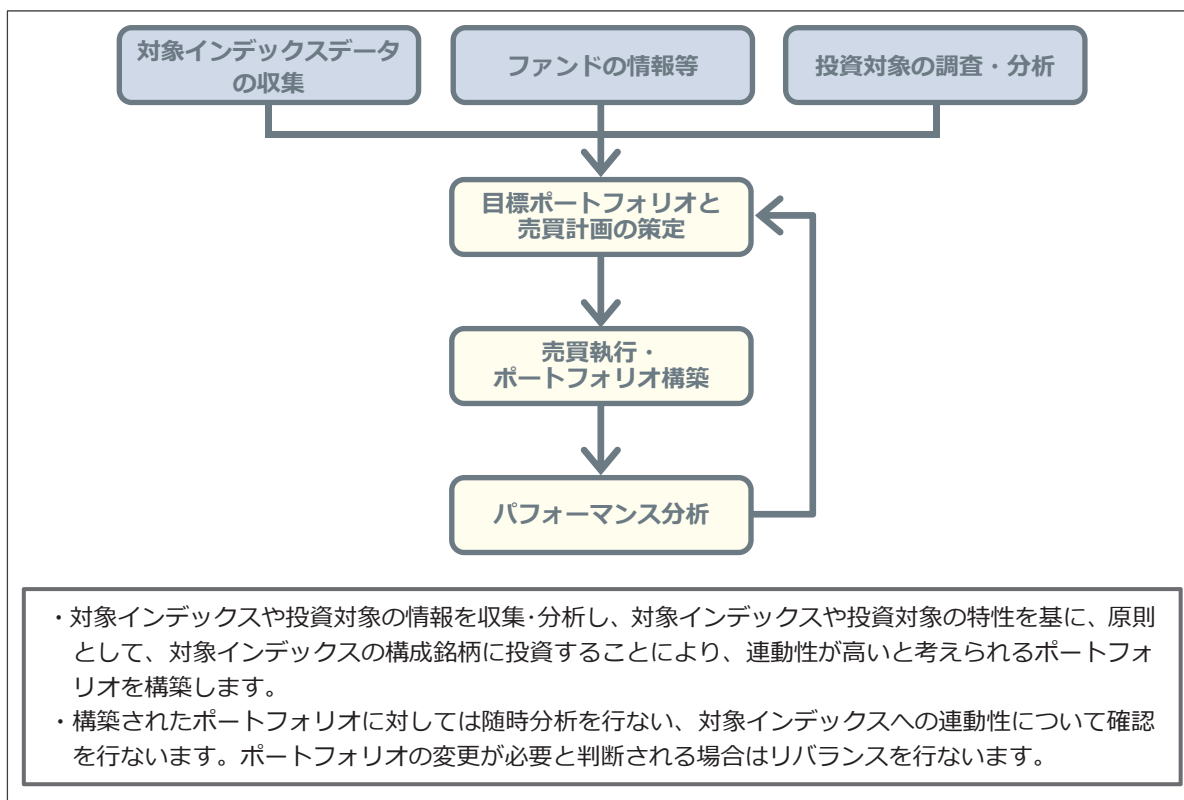 対象インデックスデータ
の収集
ファンドの情報等
投資対象の調査・分析
目標ポートフォリオと
売買計画の策定
売買執行・
ポートフォリオ構築
パフォーマンス分析
・対象インデックスや投資対象の情報を収集・分析し、対象インデックスや投資対象の特性を基に、原則
として、対象インデックスの構成銘柄に投資することにより、連動性が高いと考えられるポートフォ
リオを構築します。
・構築されたポートフォリオに対しては随時分析を行ない、対象インデックスへの連動性について確認
を行ないます。ポートフォリオの変更が必要と判断される場合はリバランスを行ないます。